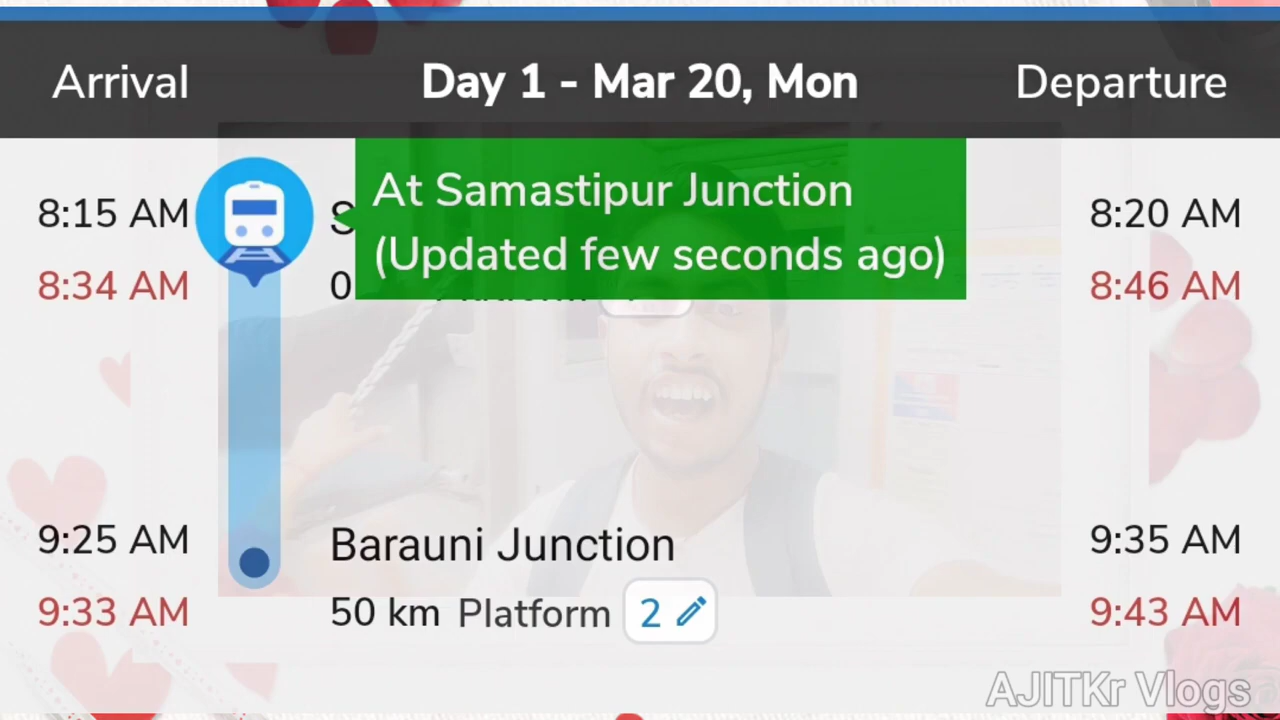 Arrival Day 1 - Mar 20, Mon Departure
At Samastipur Junction
(Updated few seconds ago)
8:15 AM S 8:20 AM
8:34 AM 0 8:46 AM
9:25 AM Barauni Junction 9:35 AM
9:33 AM 50 km Platform 2 9:43 AM
AJITKr Vlogs